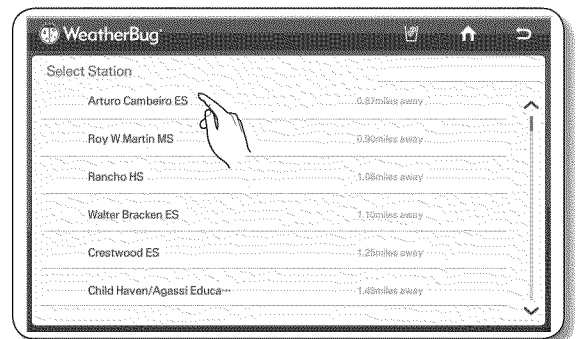 WeatherBug
Select Station
Arturo Cambeiro ES 0.87miles away
Roy W.Martin MS 0.90miles away
Rancho HS 1.08miles away
Walter Bracken ES 1.10miles away
Crestwood ES 1.25miles away
Child Haven/Agassi Educa··· 1.49miles away